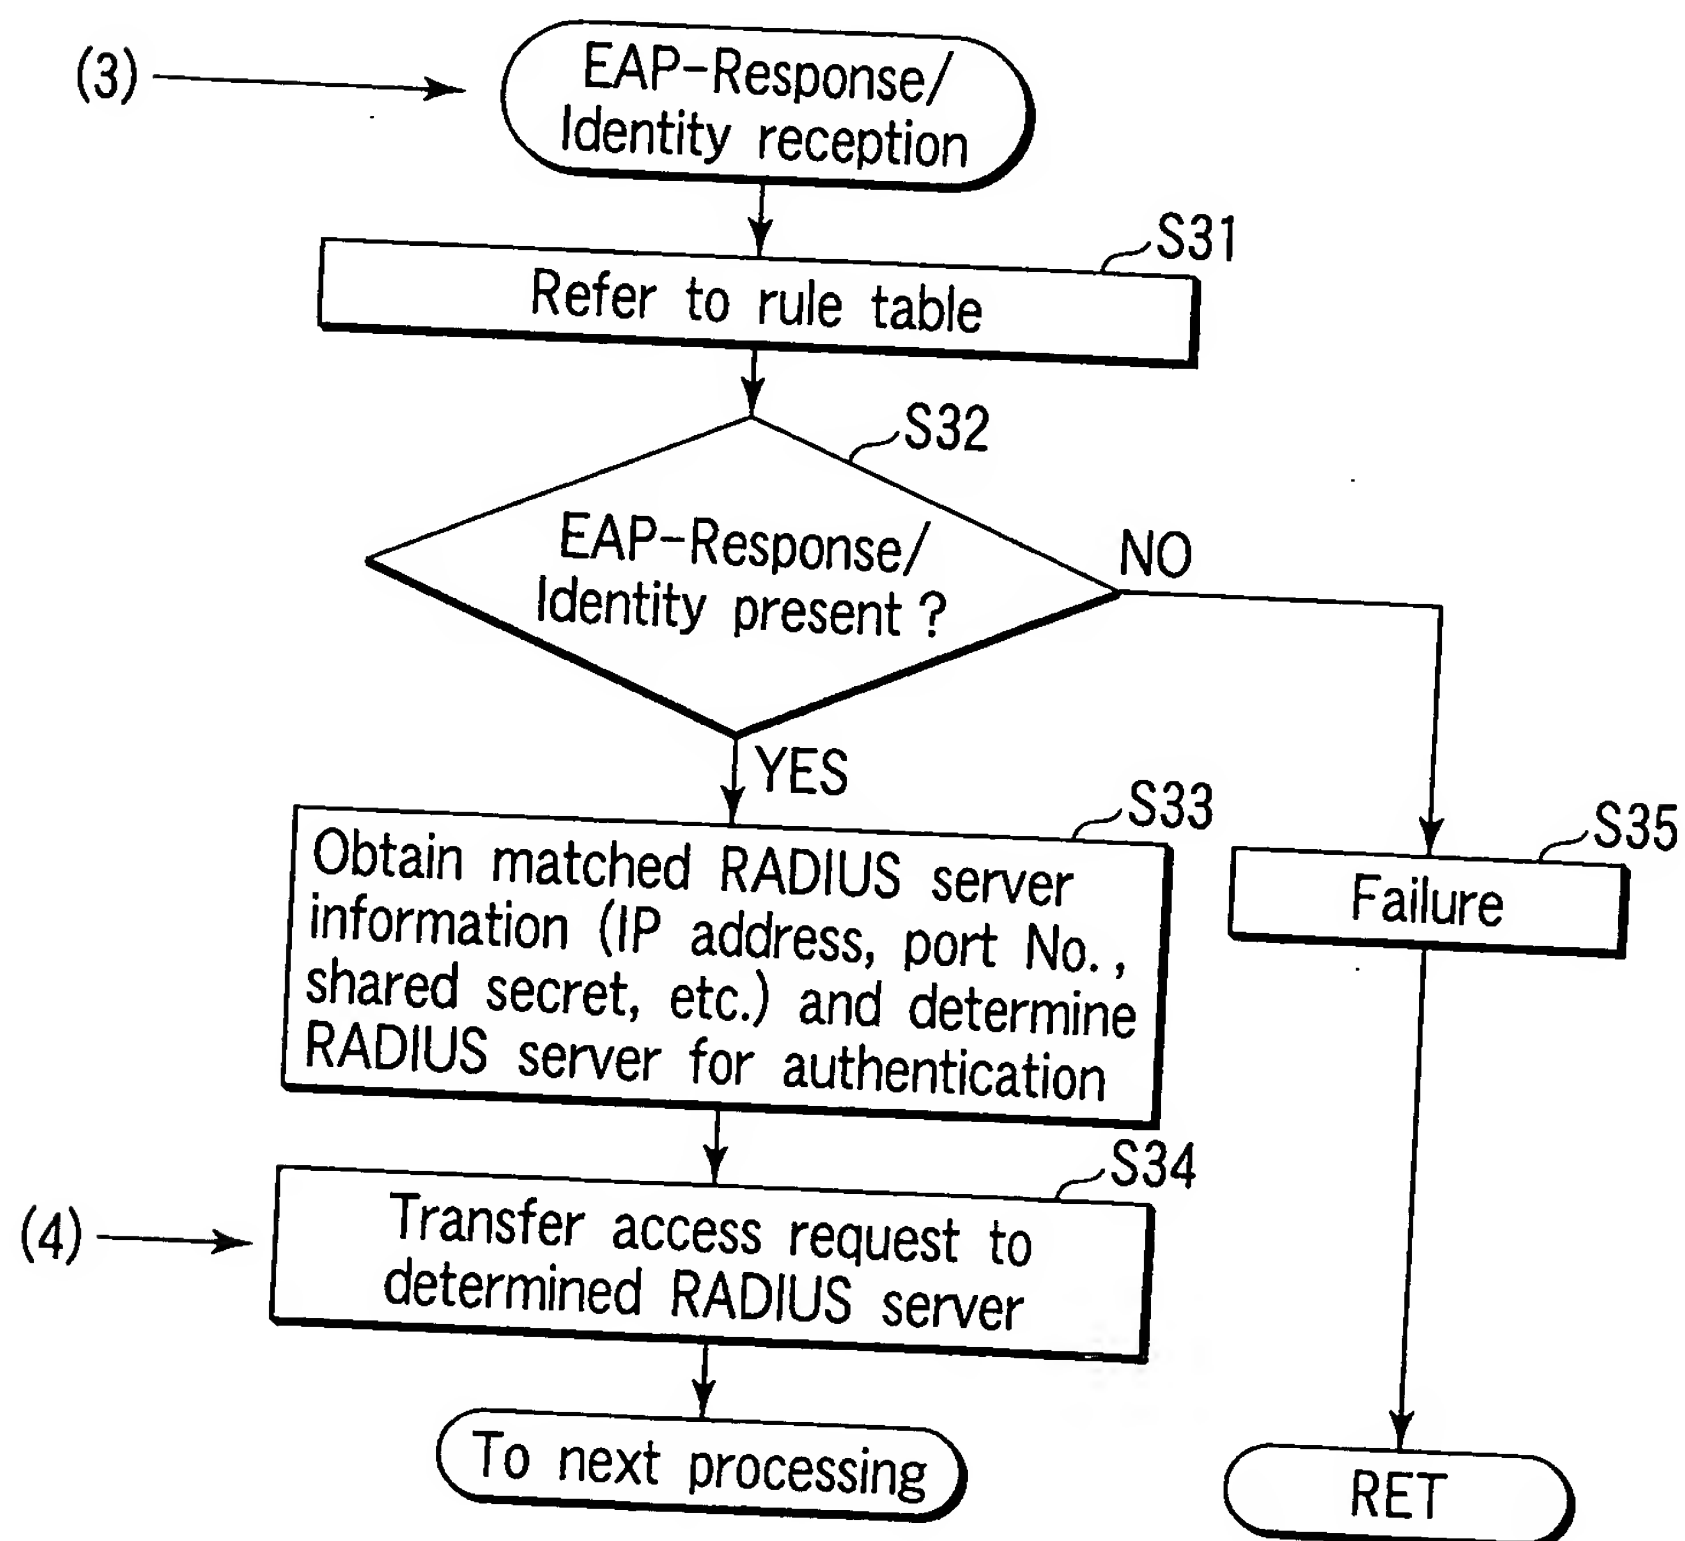 (3)
EAP-Response/
Identity reception
S31
Refer to rule table
S32
EAP-Response/
Identity present ?
NO
YES
S33
Obtain matched RADIUS server
information (IP address, port No.,
shared secret, etc.) and determine
RADIUS server for authentication
S35
Failure
S34
(4)
Transfer access request to
determined RADIUS server
To next processing
RET